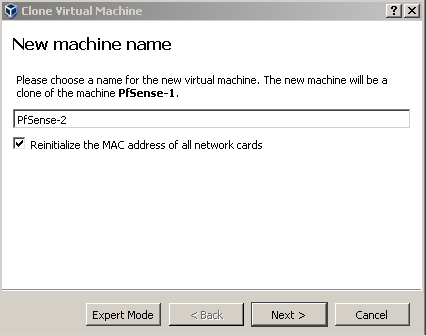 Clone Virtual Machine
New machine name
Please choose a name for the new virtual machine. The new machine will be a
clone of the machine PfSense-1.
PfSense-2
Reinitialize the MAC address of all network cards
Expert Mode
< Back
Next >
Cancel